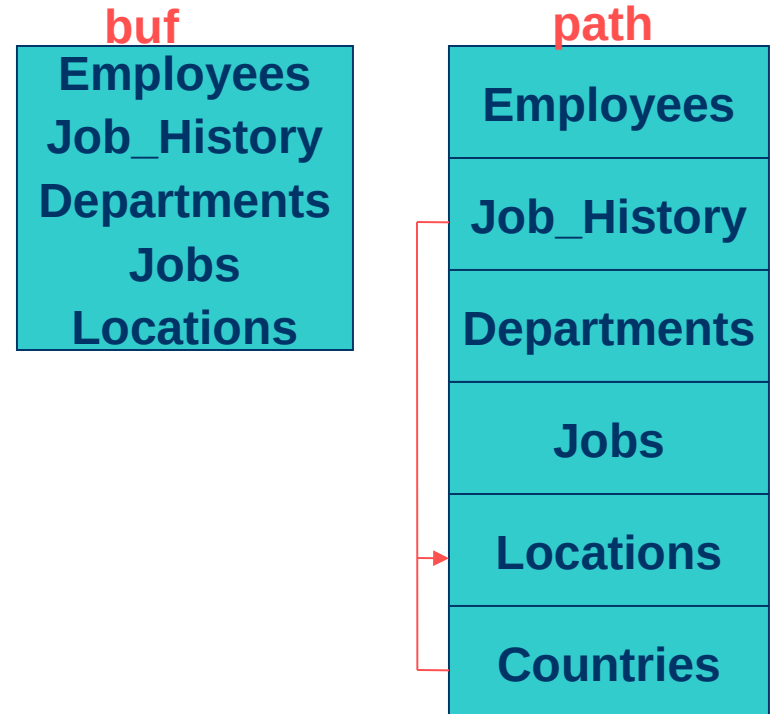 buf
Employees
Job_History
Departments
Jobs
Locations
path
Employees
Job_History
Departments
Jobs
Locations
Countries